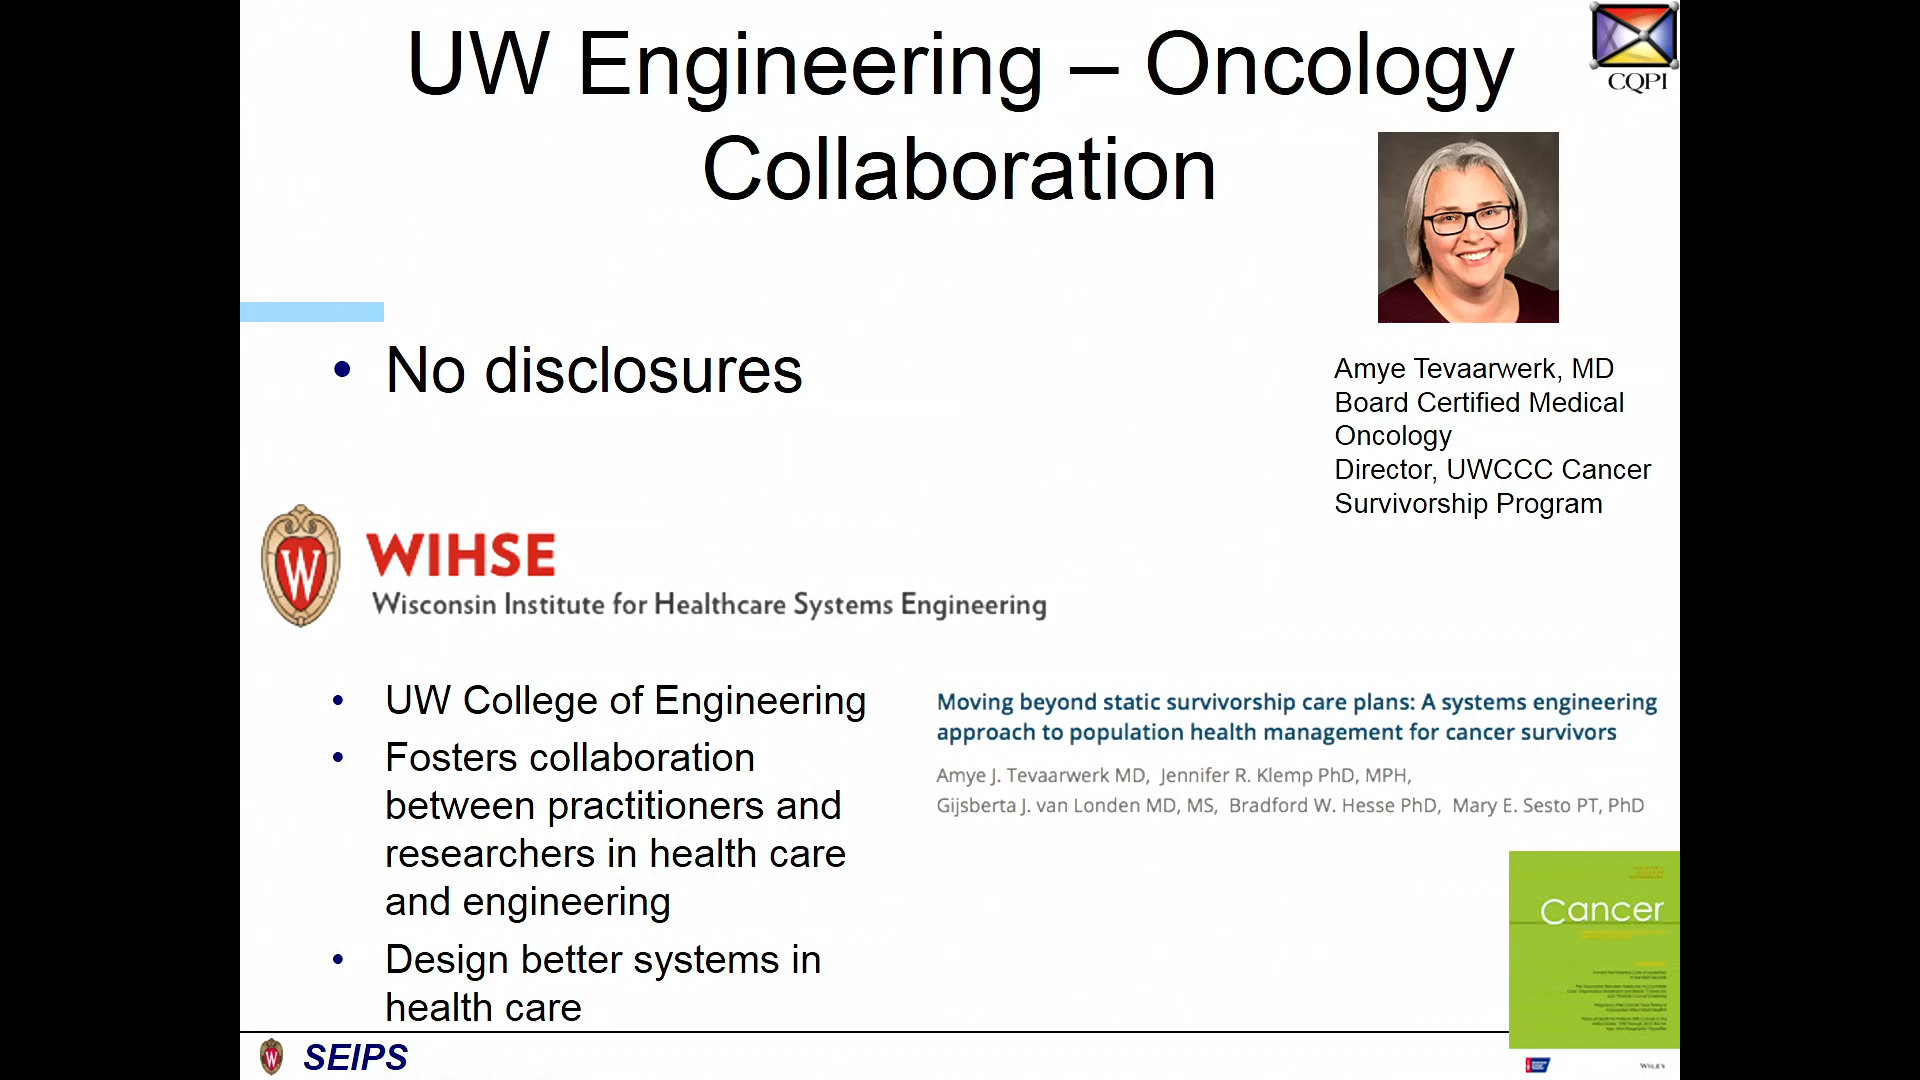 UW Engineering – Oncology
Collaboration
CQPI
Amye Tevaarwerk, MD
Board Certified Medical
Oncology
Director, UWCCC Cancer
Survivorship Program
• No disclosures
W
WIHSE
Wisconsin Institute for Healthcare Systems Engineering
• UW College of Engineering
• Fosters collaboration
between practitioners and
researchers in health care
and engineering
• Design better systems in
health care
Moving beyond static survivorship care plans: A systems engineering
approach to population health management for cancer survivors
Amye J. Tevaarwerk MD, Jennifer R. Klemp PhD, MPH,
Gijsberta J. van Londen MD, MS, Bradford W. Hesse PhD, Mary E. Sesto PT, PhD
Cancer
WILEY
W
SEIPS